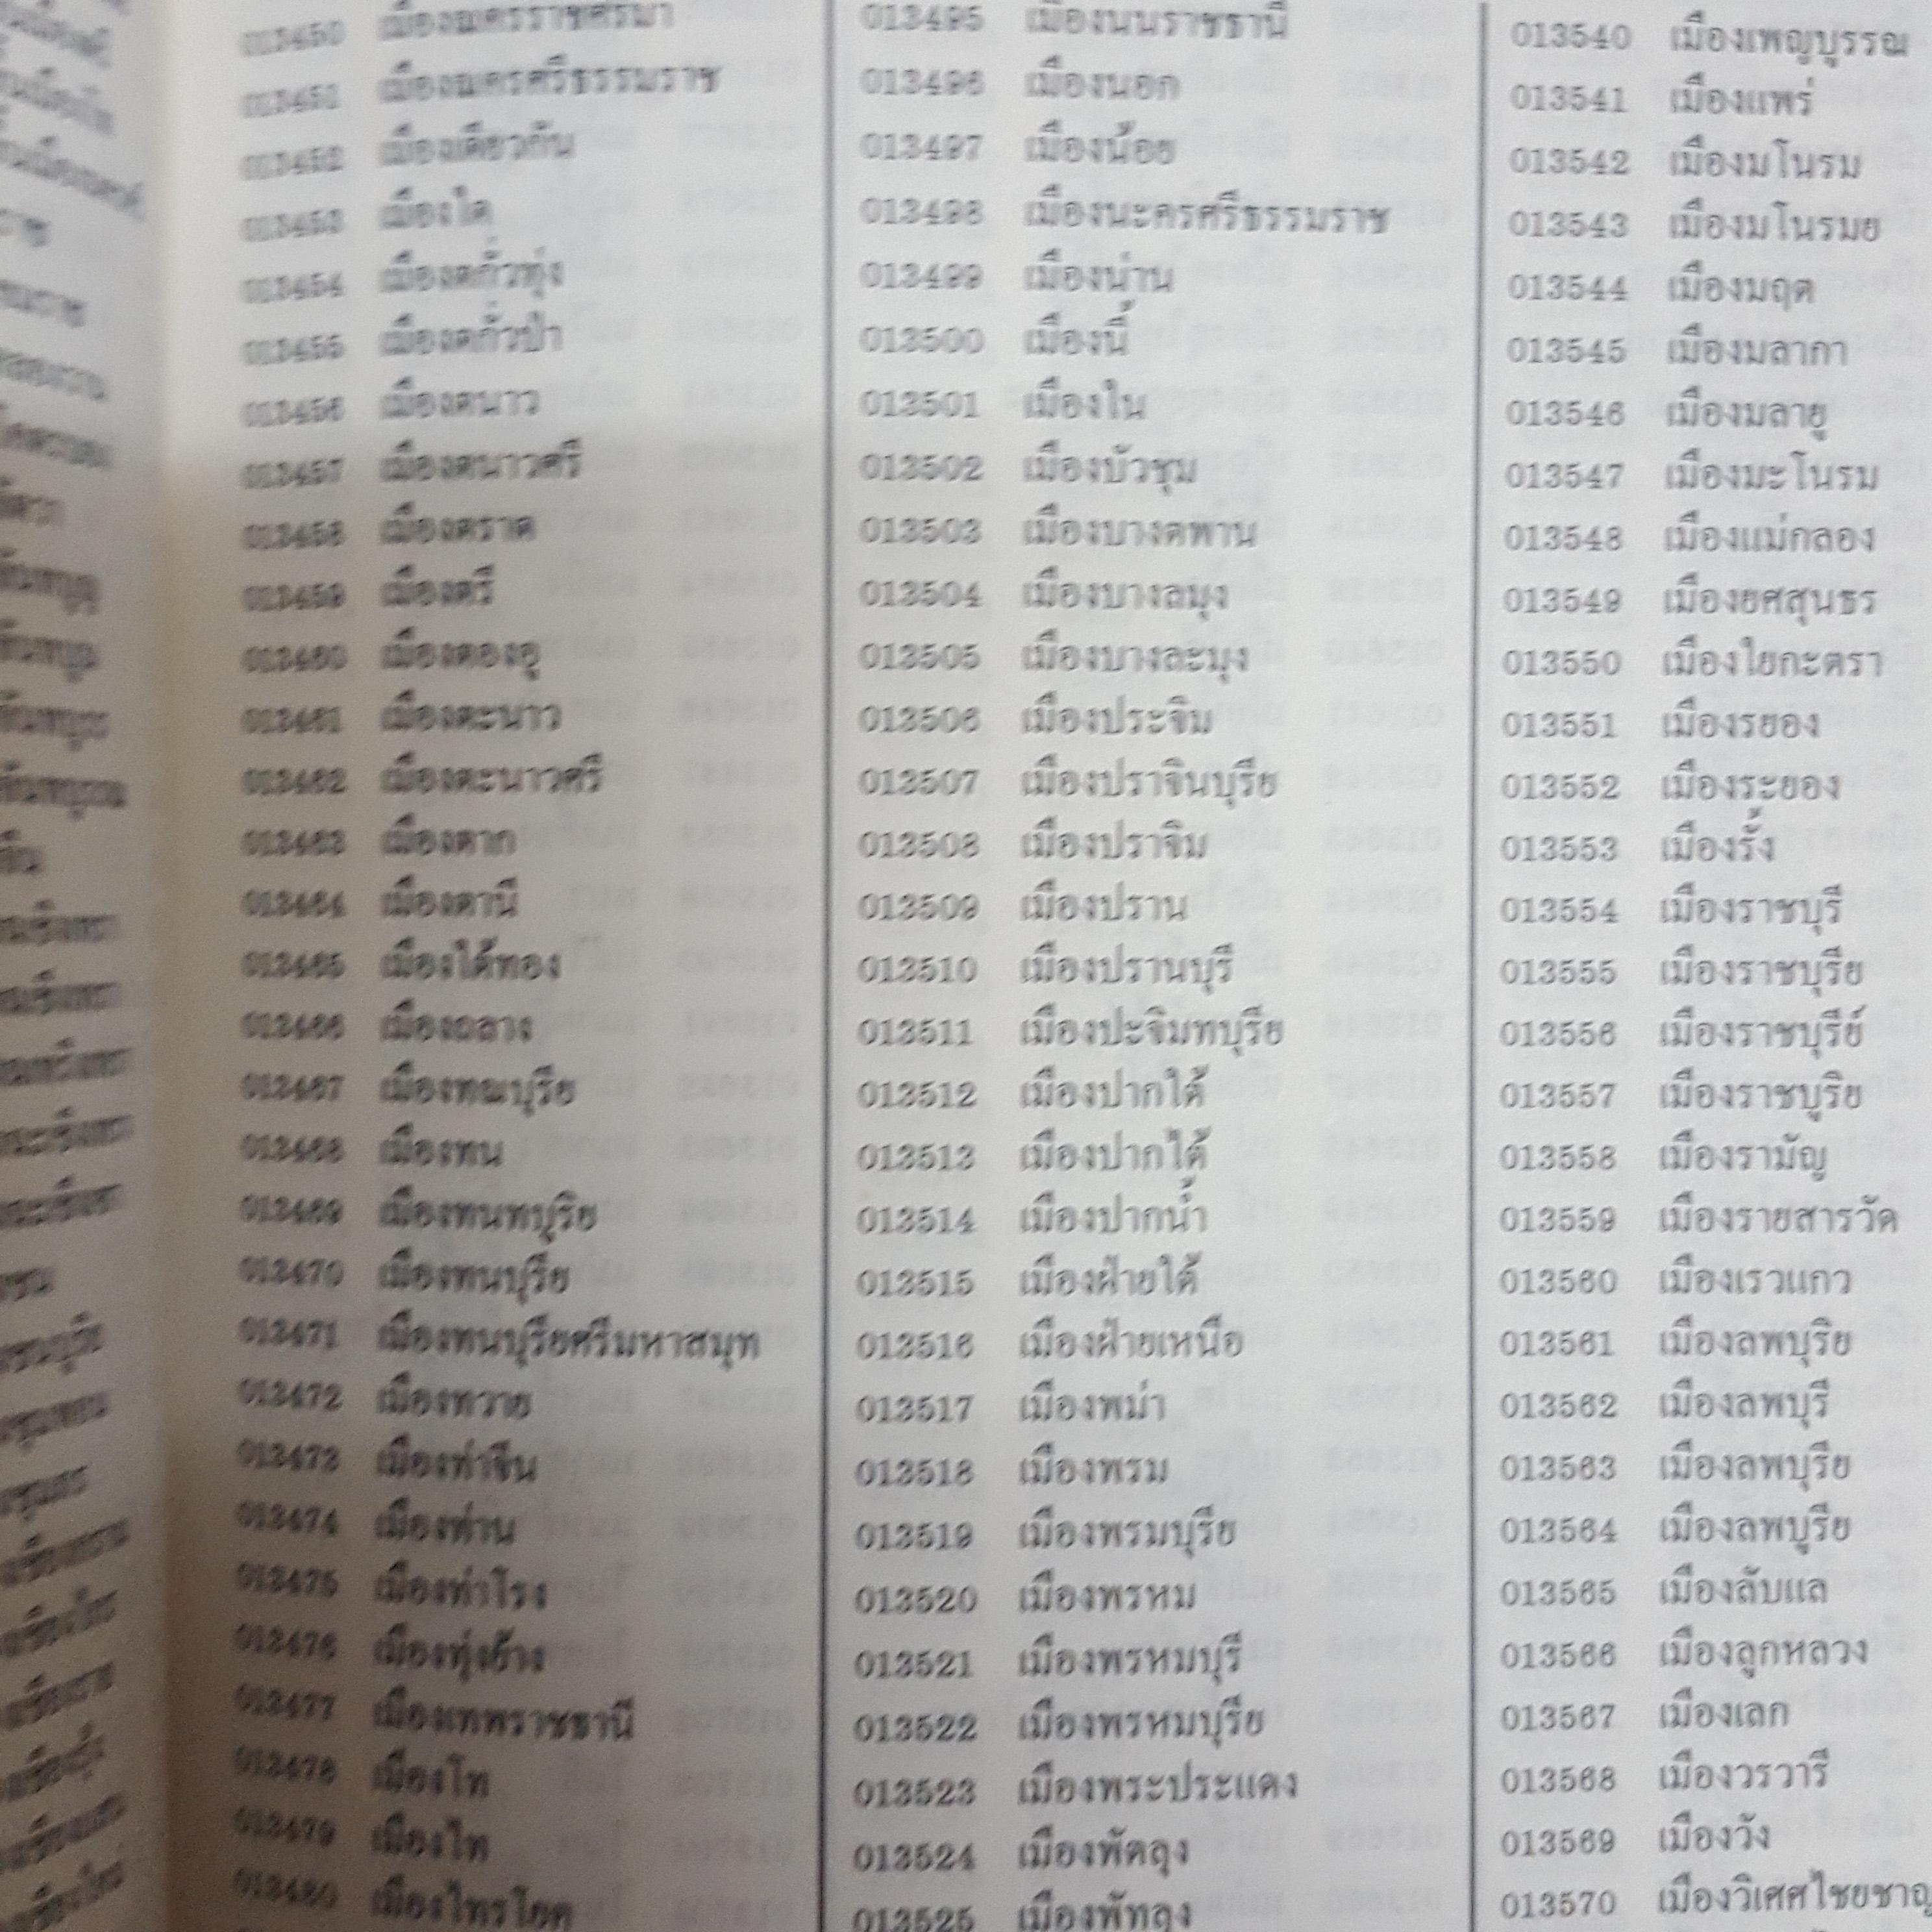 013450 เมืองณครราชศรมา
013451 เมืองณครศรีธรรมราช
013452 เมืองเดียวกัน
013453 เมืองใด
013454 เมืองตกั่วทุ่ง
013455 เมืองตกั่วป่า
013456 เมืองตนาว
013457 เมืองตนาวศรี
013458 เมืองตราด
013459 เมืองตรี
013460 เมืองตองอู
013461 เมืองตะนาว
013462 เมืองตะนาวศรี
013463 เมืองตาก
013464 เมืองตานี
013465 เมืองใต้ทอง
013466 เมืองถลาง
013467 เมืองทณบุรีย
013468 เมืองทน
013469 เมืองทนทบูริย
013470 เมืองทนบุรีย
013471 เมืองทนบุรียศรีมหาสมุท
013472 เมืองทวาย
013473 เมืองท่าจีน
013474 เมืองท่าน
013475 เมืองท่าโรง
013476 เมืองทุ่งย้าง
013477 เมืองเทพราชธานี
013478 เมืองโท
013479 เมืองไท
013480 เมืองไทรโยค
013495 เมืองนนราชธานี
013496 เมืองนอก
013497 เมืองน้อย
013498 เมืองนะครศรีธรรมราช
013499 เมืองน่าน
013500 เมืองนี้
013501 เมืองใน
013502 เมืองบัวชุม
013503 เมืองบางตพาน
013504 เมืองบางลมุง
013505 เมืองบางละมุง
013506 เมืองประจิม
013507 เมืองปราจินบุรีย
013508 เมืองปราจิม
013509 เมืองปราน
013510 เมืองปรานบุรี
013511 เมืองปะจิมทบุรีย
013512 เมืองปากใต้
013513 เมืองปากไต้
013514 เมืองปากน้ำ
013515 เมืองฝ่ายใต้
013516 เมืองฝ่ายเหนือ
013517 เมืองพม่า
013518 เมืองพรม
013519 เมืองพรมบุรีย
013520 เมืองพรหม
013521 เมืองพรหมบุรี
013522 เมืองพรหมบุรีย
013523 เมืองพระประแดง
013524 เมืองพัตลุง
013525 เมืองพัทลุง
013540 เมืองเพญบูรรณ
013541 เมืองแพร่
013542 เมืองมโนรม
013543 เมืองมโนรมย
013544 เมืองมฤต
013545 เมืองมลากา
013546 เมืองมลายู
013547 เมืองมะโนรม
013548 เมืองแม่กลอง
013549 เมืองยศสุนธร
013550 เมืองใยกะตรา
013551 เมืองรยอง
013552 เมืองระยอง
013553 เมืองรั้ง
013554 เมืองราชบุรี
013555 เมืองราชบุรีย
013556 เมืองราชบุรีย์
013557 เมืองราชบูริย
013558 เมืองรามัญ
013559 เมืองรายสารวัด
013560 เมืองเรวแกว
013561 เมืองลพบุริย
013562 เมืองลพบุรี
013563 เมืองลพบุรีย
013564 เมืองลพบูรีย
013565 เมืองลับแล
013566 เมืองลูกหลวง
013567 เมืองเลก
013568 เมืองวรวารี
013569 เมืองวัง
013570 เมืองวิเศศไชยชาญ